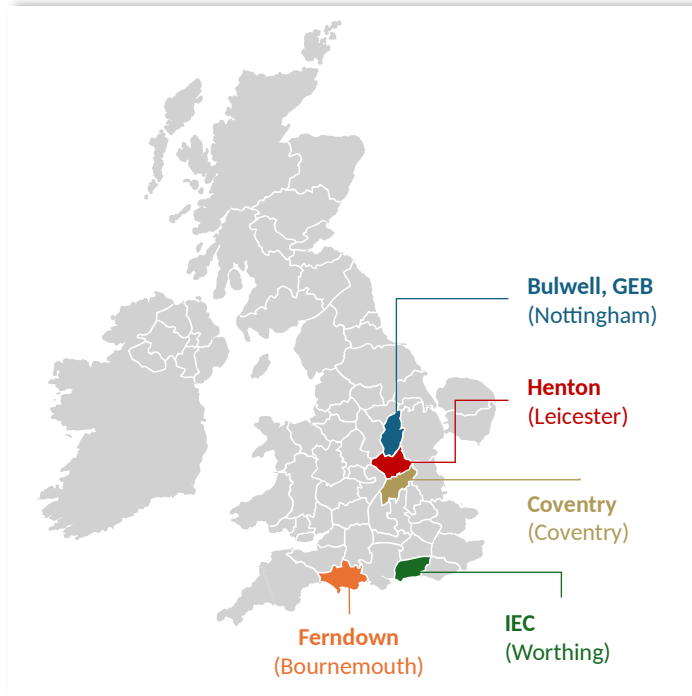 Bulwell, GEB
(Nottingham)
Henton
(Leicester)
Coventry
(Coventry)
IEC
(Worthing)
Ferndown
(Bournemouth)